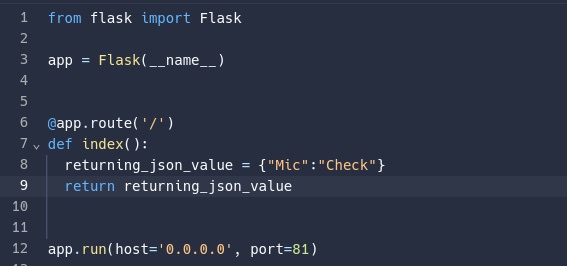 1 from flask import Flask
2
3 app = Flask(__name__)
4
5
6 @app.route('/')
7 def index():
8   returning_json_value = {"Mic":"Check"}
9   return returning_json_value
10
11
12 app.run(host='0.0.0.0', port=81)